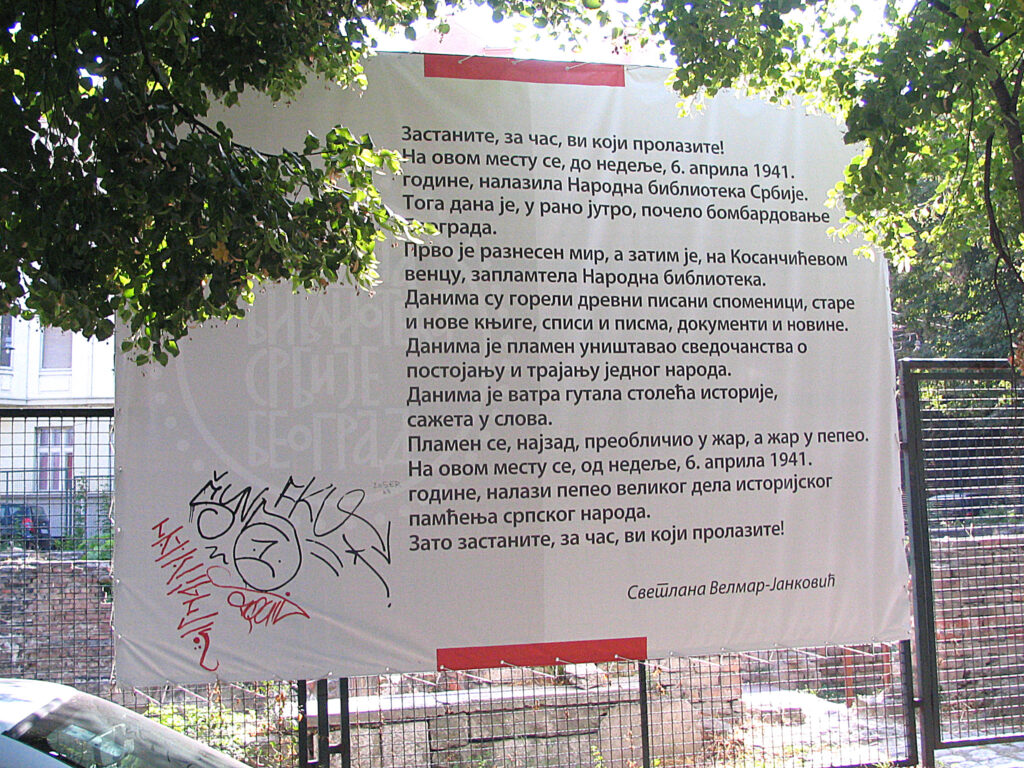 Застаните, за час, ви који пролазите!
На овом месту се, до недеље, 6. априла 1941.
године, налазила Народна библиотека Србије.
Тога дана је, у рано јутро, почело бомбардовање
Београда.
Прво је разнесен мир, а затим је, на Косанчићевом
венцу, запламтела Народна библиотека.
Данима су горели древни писани споменици, старе
и нове књиге, списи и писма, документи и новине.
Данима је пламен уништавао сведочанства о
постојању и трајању једног народа.
Данима је ватра гутала столећа историје,
сажета у слова.
Пламен се, најзад, преобличио у жар, а жар у пепео.
На овом месту се, од недеље, 6. априла 1941.
године, налази пепео великог дела историјског
памћења српског народа.
Зато застаните, за час, ви који пролазите!
Светлана Велмар-Јанковић
СРБИЈЕ
БЕОГРАД